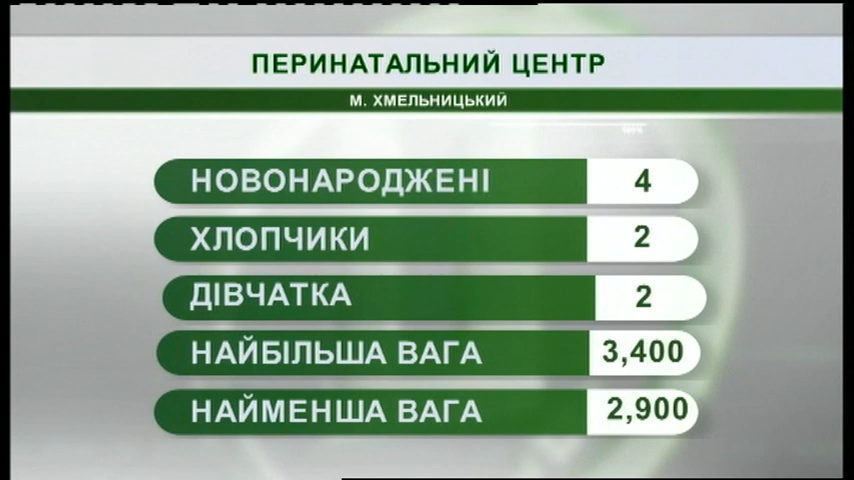 ПЕРИНАТАЛЬНИЙ ЦЕНТР
М. ХМЕЛЬНИЦЬКИЙ
НОВОНАРОДЖЕНІ 4
ХЛОПЧИКИ 2
ДІВЧАТКА 2
НАЙБІЛЬША ВАГА 3,400
НАЙМЕНША ВАГА 2,900